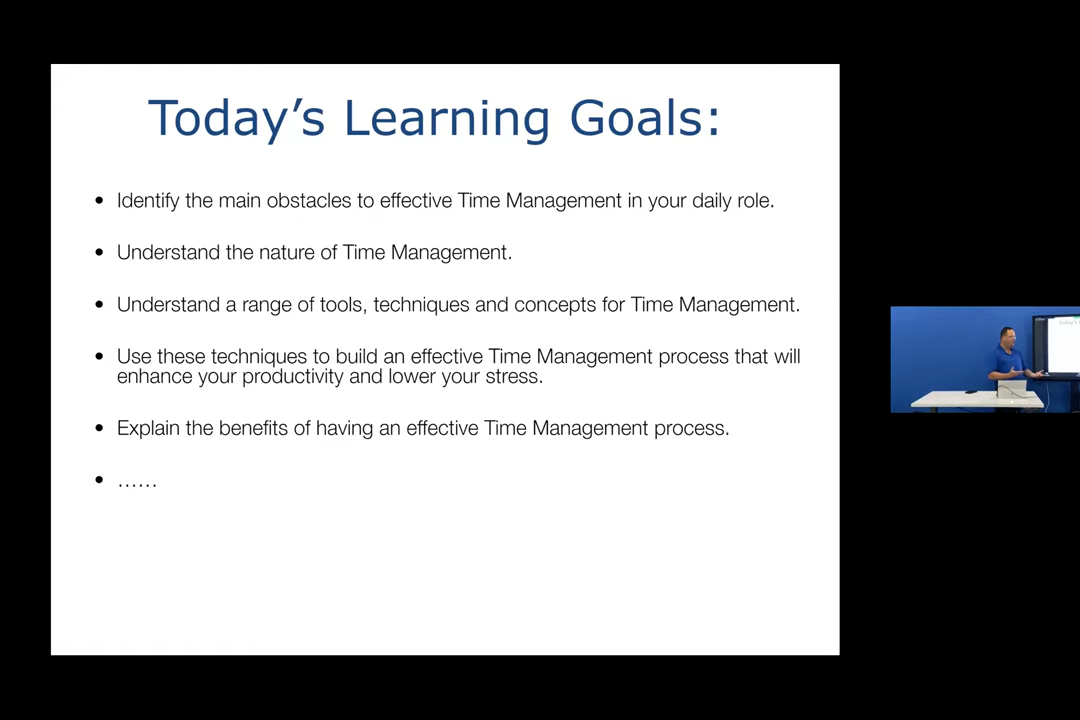 Today’s Learning Goals:
• Identify the main obstacles to effective Time Management in your daily role.
• Understand the nature of Time Management.
• Understand a range of tools, techniques and concepts for Time Management.
• Use these techniques to build an effective Time Management process that will
enhance your productivity and lower your stress.
• Explain the benefits of having an effective Time Management process.
• ……